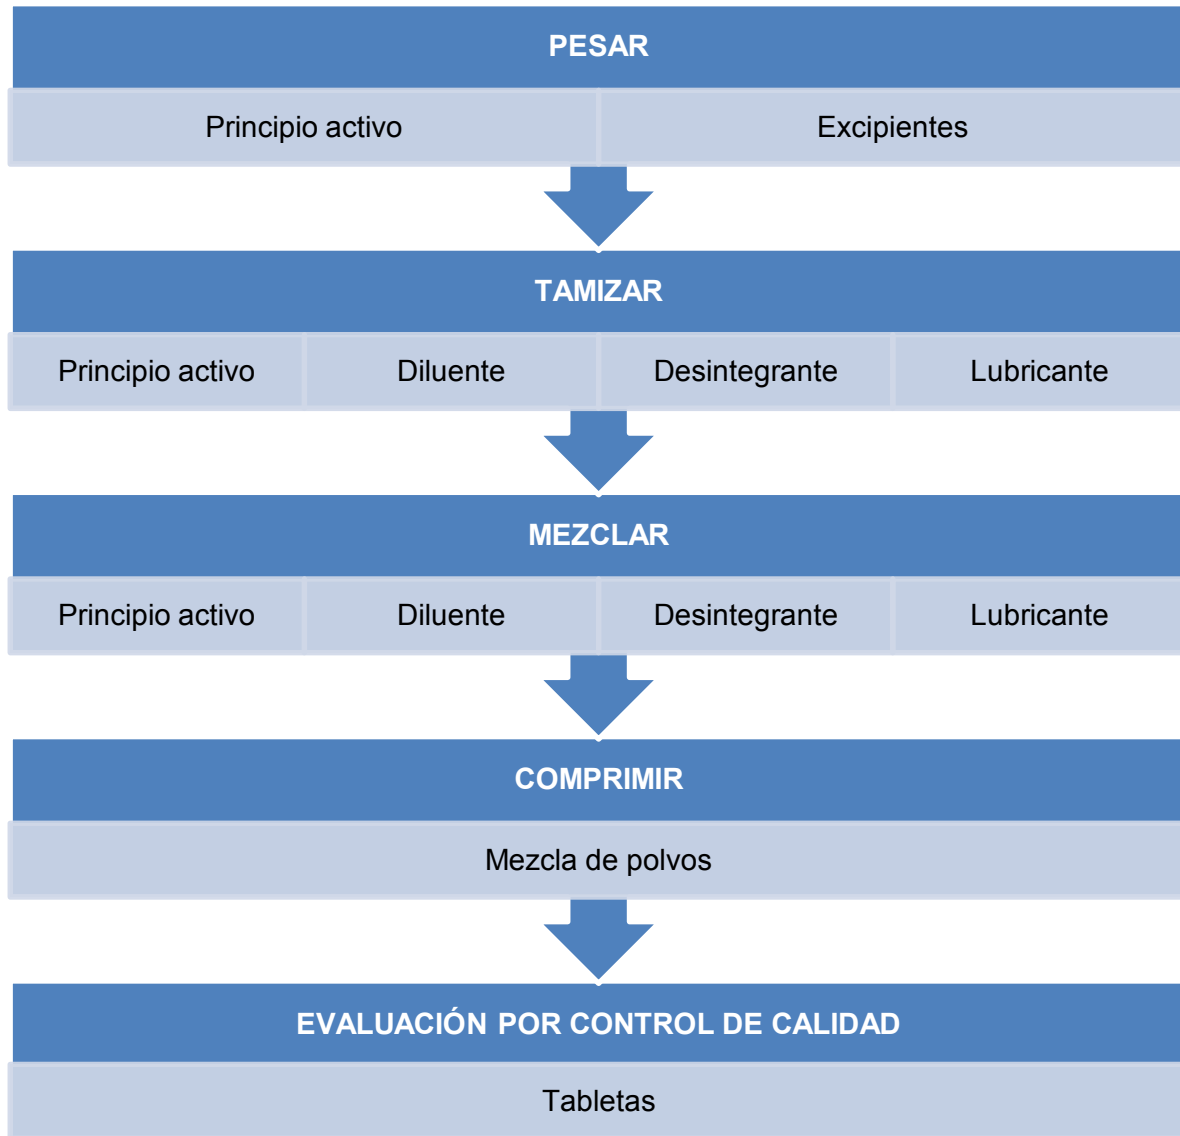 PESAR
Principio activo Excipientes
TAMIZAR
Principio activo Diluente Desintegrante Lubricante
MEZCLAR
Principio activo Diluente Desintegrante Lubricante
COMPRIMIR
Mezcla de polvos
EVALUACIÓN POR CONTROL DE CALIDAD
Tabletas